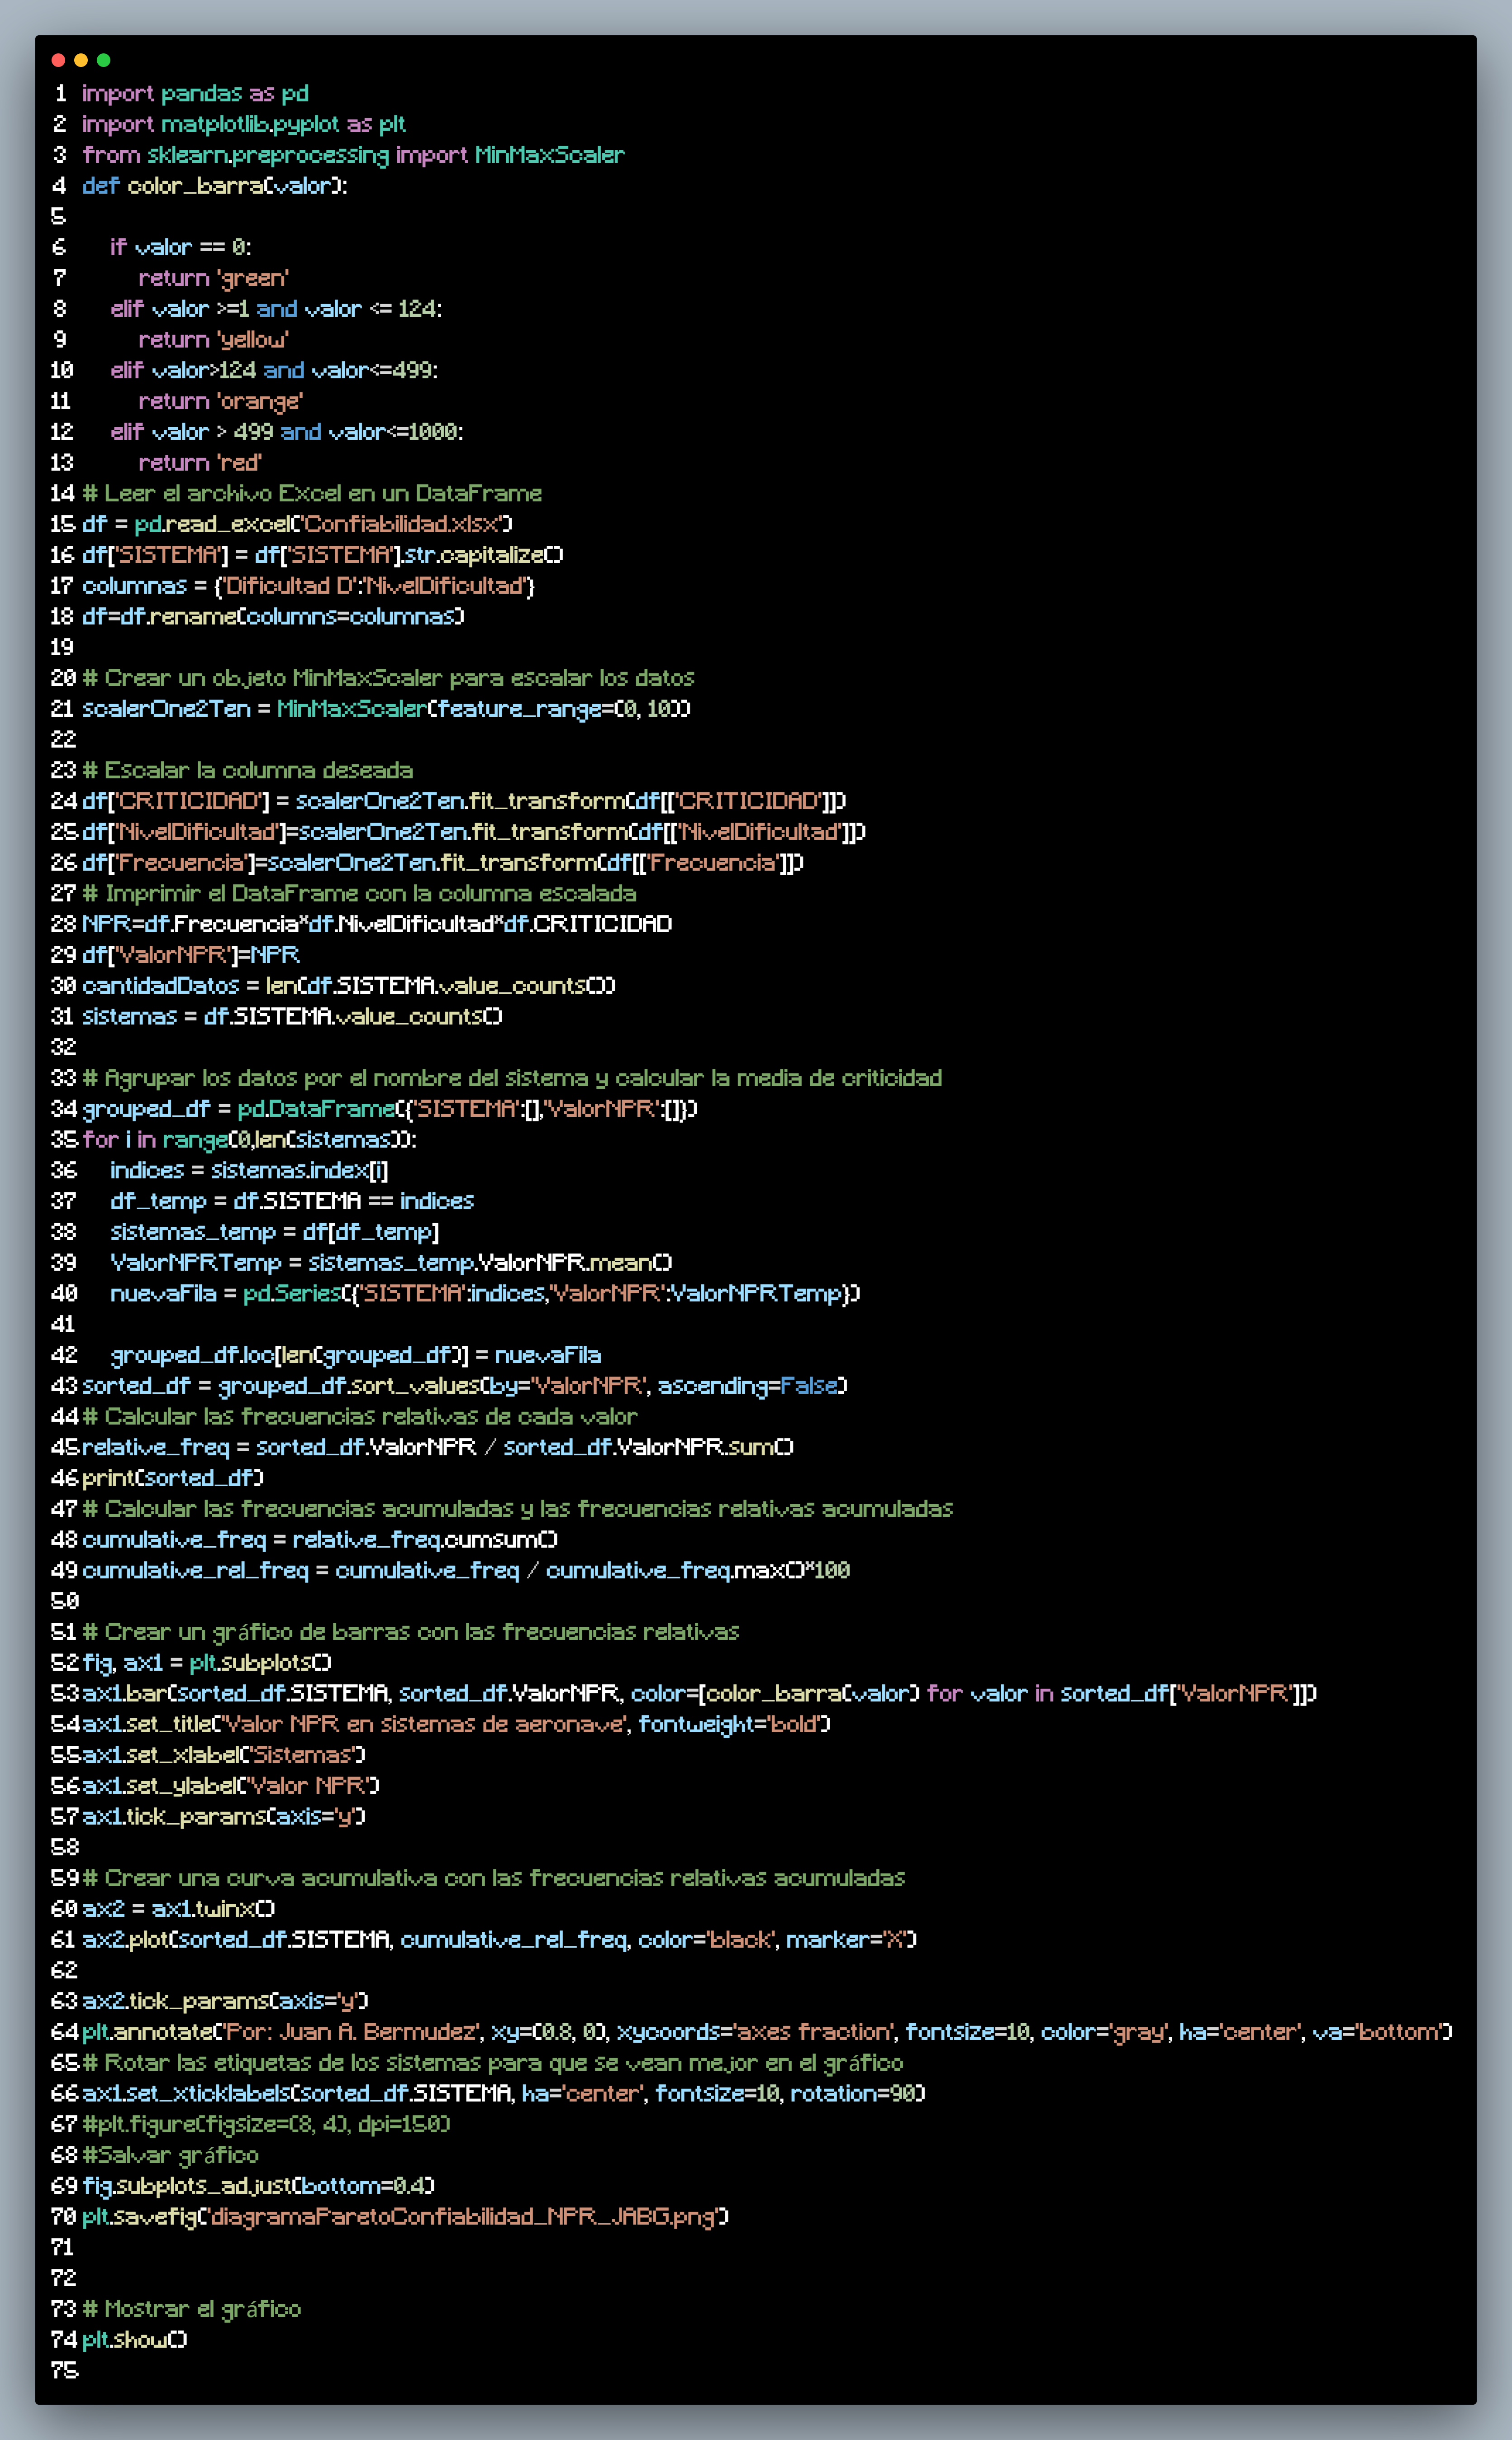 1 import pandas as pd
2 import matplotlib.pyplot as plt
3 from sklearn.preprocessing import MinMaxScaler
4 def color_barra(valor):
5
6     if valor == 0:
7         return 'green'
8     elif valor >=1 and valor <= 124:
9         return 'yellow'
10     elif valor>124 and valor<=499:
11         return 'orange'
12     elif valor > 499 and valor<=1000:
13         return 'red'
14 # Leer el archivo Excel en un DataFrame
15 df = pd.read_excel('Confiabilidad.xlsx')
16 df['SISTEMA'] = df['SISTEMA'].str.capitalize()
17 columnas = {'Dificultad D':'NivelDificultad'}
18 df=df.rename(columns=columnas)
19
20 # Crear un objeto MinMaxScaler para escalar los datos
21 scalerOne2Ten = MinMaxScaler(feature_range=(0, 10))
22
23 # Escalar la columna deseada
24 df['CRITICIDAD'] = scalerOne2Ten.fit_transform(df[['CRITICIDAD']])
25 df['NivelDificultad']=scalerOne2Ten.fit_transform(df[['NivelDificultad']])
26 df['Frecuencia']=scalerOne2Ten.fit_transform(df[['Frecuencia']])
27 # Imprimir el DataFrame con la columna escalada
28 NPR=df.Frecuencia*df.NivelDificultad*df.CRITICIDAD
29 df['ValorNPR']=NPR
30 cantidadDatos = len(df.SISTEMA.value_counts())
31 sistemas = df.SISTEMA.value_counts()
32
33 # Agrupar los datos por el nombre del sistema y calcular la media de criticidad
34 grouped_df = pd.DataFrame({'SISTEMA':[],'ValorNPR':[]})
35 for i in range(0,len(sistemas)):
36     indices = sistemas.index[i]
37     df_temp = df.SISTEMA == indices
38     sistemas_temp = df[df_temp]
39     ValorNPRTemp = sistemas_temp.ValorNPR.mean()
40     nuevaFila = pd.Series({'SISTEMA':indices,'ValorNPR':ValorNPRTemp})
41
42     grouped_df.loc[len(grouped_df)] = nuevaFila
43 sorted_df = grouped_df.sort_values(by='ValorNPR', ascending=False)
44 # Calcular las frecuencias relativas de cada valor
45 relative_freq = sorted_df.ValorNPR / sorted_df.ValorNPR.sum()
46 print(sorted_df)
47 # Calcular las frecuencias acumuladas y las frecuencias relativas acumuladas
48 cumulative_freq = relative_freq.cumsum()
49 cumulative_rel_freq = cumulative_freq / cumulative_freq.max()*100
50
51 # Crear un gráfico de barras con las frecuencias relativas
52 fig, ax1 = plt.subplots()
53 ax1.bar(sorted_df.SISTEMA, sorted_df.ValorNPR, color=[color_barra(valor) for valor in sorted_df['ValorNPR']])
54 ax1.set_title('Valor NPR en sistemas de aeronave', fontweight='bold')
55 ax1.set_xlabel('Sistemas')
56 ax1.set_ylabel('Valor NPR')
57 ax1.tick_params(axis='y')
58
59 # Crear una curva acumulativa con las frecuencias relativas acumuladas
60 ax2 = ax1.twinx()
61 ax2.plot(sorted_df.SISTEMA, cumulative_rel_freq, color='black', marker='X')
62
63 ax2.tick_params(axis='y')
64 plt.annotate('Por: Juan A. Bermudez', xy=(0.8, 0), xycoords='axes fraction', fontsize=10, color='gray', ha='center', va='bottom')
65 # Rotar las etiquetas de los sistemas para que se vean mejor en el gráfico
66 ax1.set_xticklabels(sorted_df.SISTEMA, ha='center', fontsize=10, rotation=90)
67 #plt.figure(figsize=(8, 4), dpi=150)
68 #Salvar gráfico
69 fig.subplots_adjust(bottom=0.4)
70 plt.savefig('diagramaParetoConfiabilidad_NPR_JABG.png')
71
72
73 # Mostrar el gráfico
74 plt.show()
75